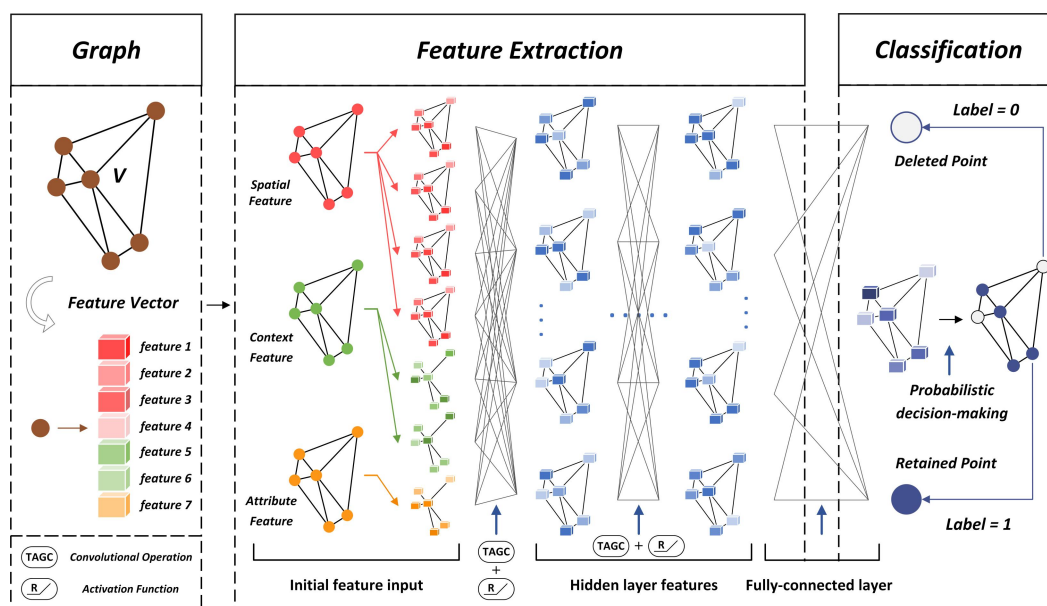 Graph
Feature Extraction
Classification
V
Feature Vector
feature 1
feature 2
feature 3
feature 4
feature 5
feature 6
feature 7
TAGC
Convolutional Operation
R
Activation Function
Spatial
Feature
Context
Feature
Attribute
Feature
Initial feature input
TAGC
+
R
TAGC + R
Hidden layer features
Fully-connected layer
Label = 0
Deleted Point
Probabilistic
decision-making
Retained Point
Label = 1